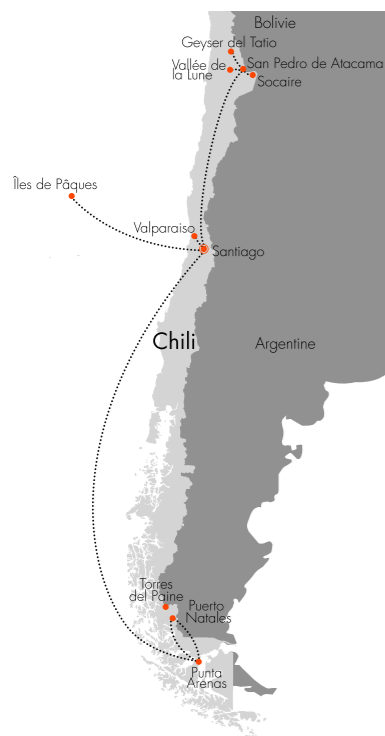 Bolivie
Geyser del Tatio
Vallée de
la Lune
San Pedro de Atacama
Socaire
Îles de Pâques
Valparaiso
Santiago
Chili
Argentine
Torres
del Paine
Puerto
Natales
Punta
Arénas